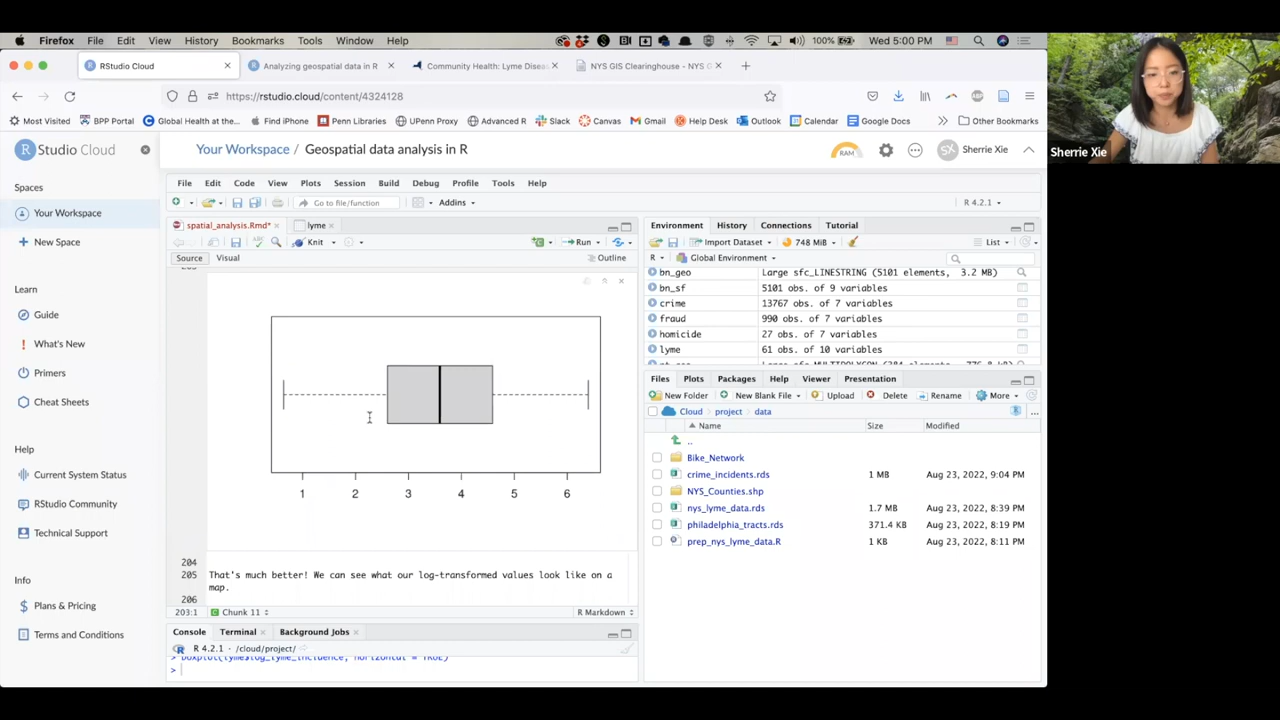 Firefox File Edit View History Bookmarks Tools Window Help 100% Wed 5:00 PM
RStudio Cloud Analyzing geospatial data in R Community Health: Lyme Diseas NYS GIS Clearinghouse - NYS G
https://rstudio.cloud/content/4324128
Most Visited BPP Portal Global Health at the... Find iPhone Penn Libraries UPenn Proxy Advanced R Slack Canvas Gmail Help Desk Outlook Calendar Google Docs Other Bookmarks
R Studio Cloud Your Workspace / Geospatial data analysis in R RAM SX Sherrie Xie
Sherrie Xie
Spaces
Your Workspace
New Space
Learn
Guide
What's New
Primers
Cheat Sheets
Help
Current System Status
RStudio Community
Technical Support
Info
Plans & Pricing
Terms and Conditions
File Edit Code View Plots Session Build Debug Profile Tools Help
Go to file/function Addins R 4.2.1
spatial_analysis.Rmd* lyme
Knit Run
Source Visual Outline
1 2 3 4 5 6
204
205 That's much better! We can see what our log-transformed values look like on a
map.
206
203:1 Chunk 11 R Markdown
Console Terminal Background Jobs
R 4.2.1 · /cloud/project/
> boxplot(lyme$log_lyme_incidence, horizontal = TRUE)
>
Environment History Connections Tutorial
Import Dataset 748 MiB List
R Global Environment
bn_geo Large sfc_LINESTRING (5101 elements, 3.2 MB)
bn_sf 5101 obs. of 9 variables
crime 13767 obs. of 7 variables
fraud 990 obs. of 7 variables
homicide 27 obs. of 7 variables
lyme 61 obs. of 10 variables
Files Plots Packages Help Viewer Presentation
New Folder New Blank File Upload Delete Rename More
Cloud project data
Name Size Modified
..
Bike_Network
crime_incidents.rds 1 MB Aug 23, 2022, 9:04 PM
NYS_Counties.shp
nys_lyme_data.rds 1.7 MB Aug 23, 2022, 8:39 PM
philadelphia_tracts.rds 371.4 KB Aug 23, 2022, 8:19 PM
prep_nys_lyme_data.R 1 KB Aug 23, 2022, 8:11 PM